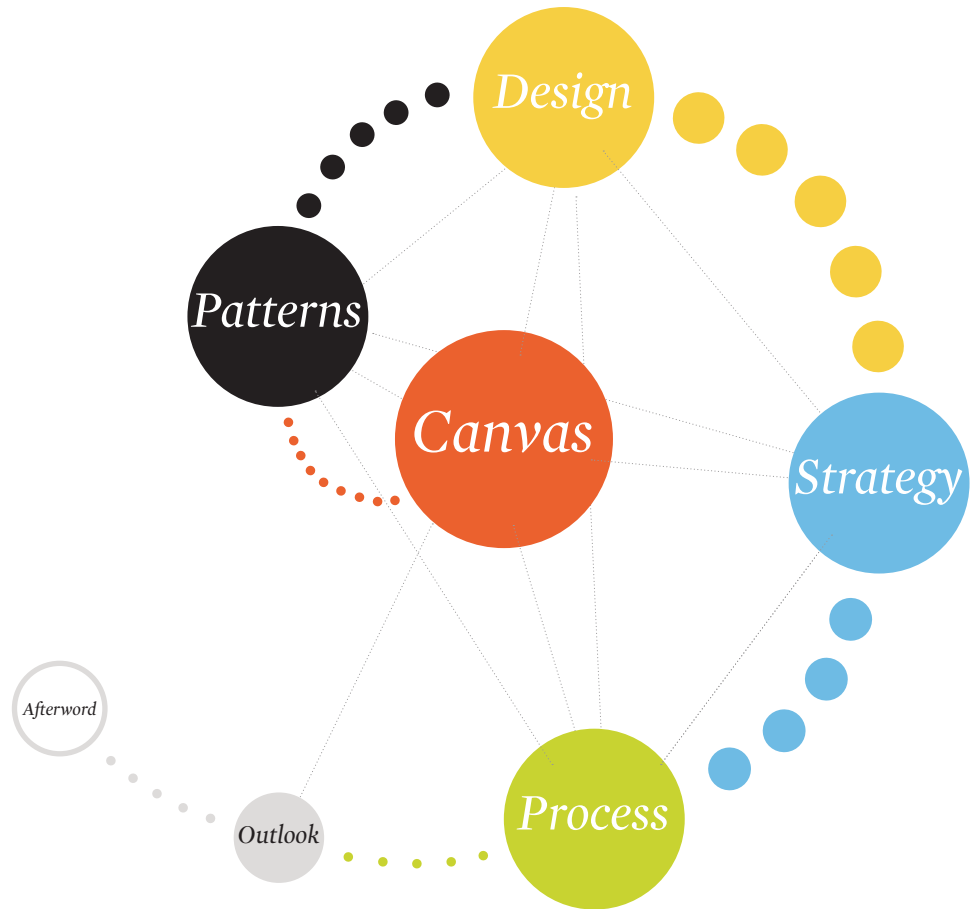 Design
Patterns
Canvas
Strategy
Afterword
Process
Outlook